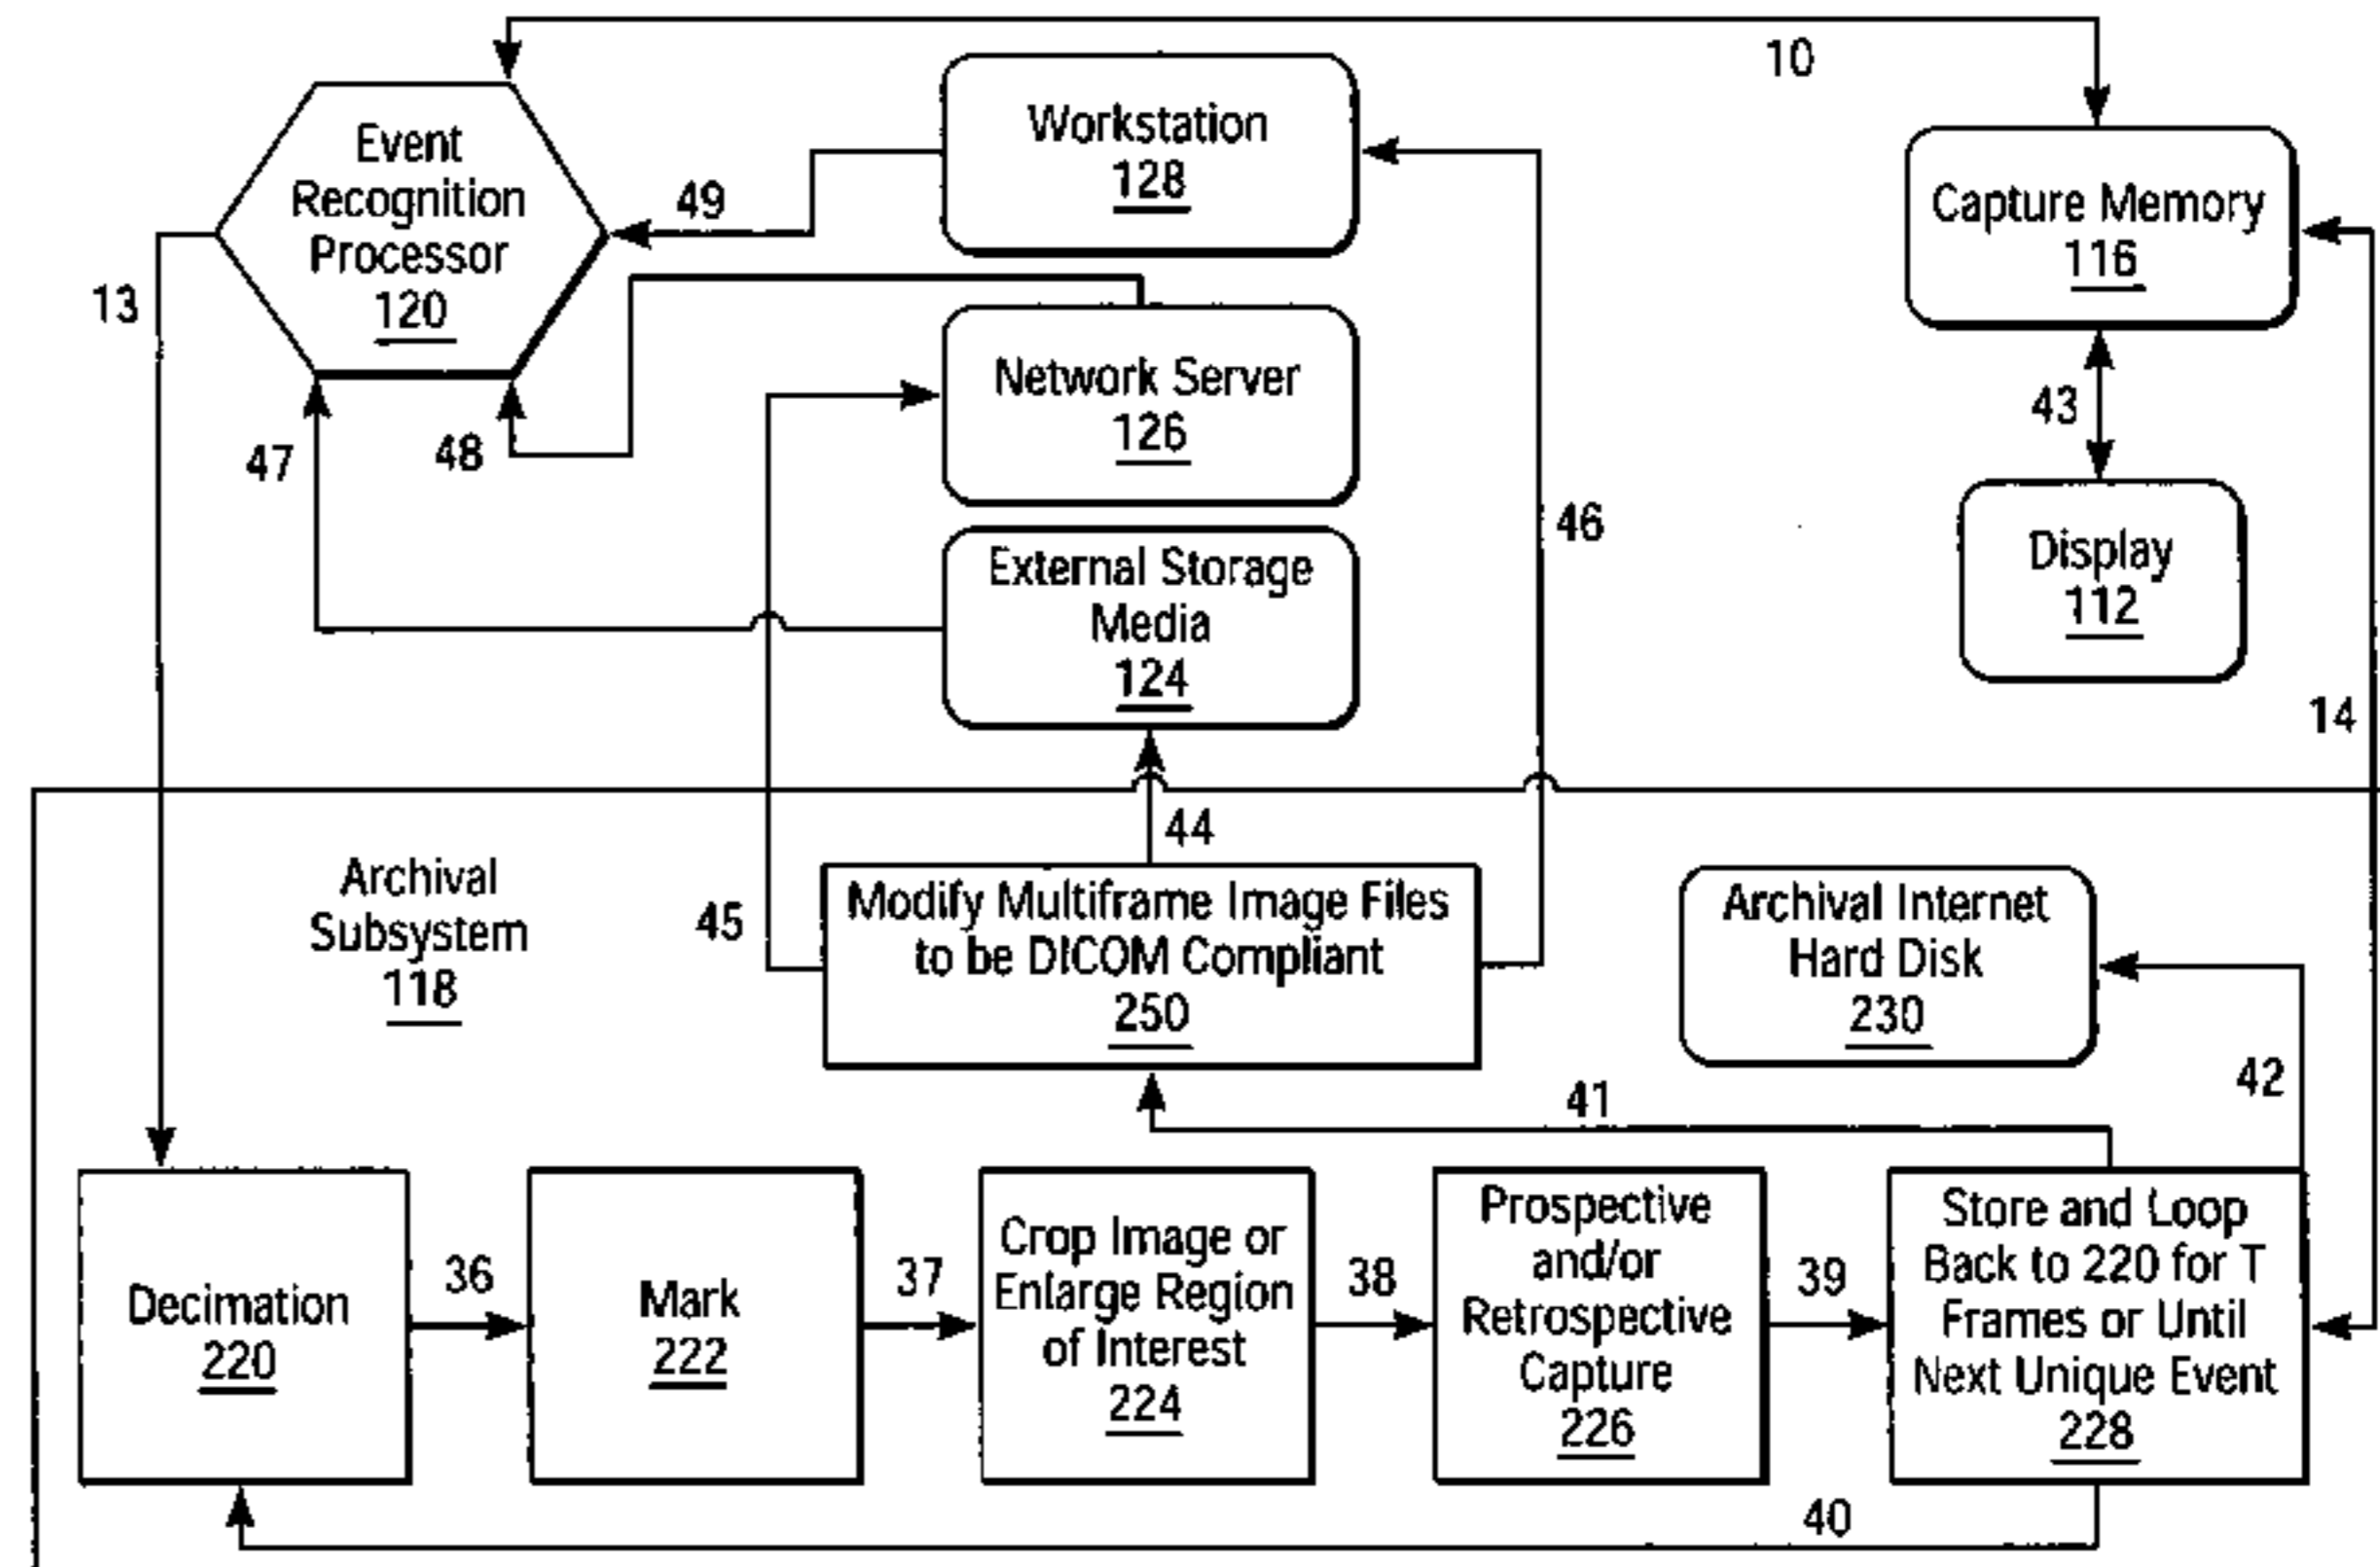 10
Event
Recognition
Processor
120
Workstation
128
Capture Memory
116
49
13
Network Server
126
43
47
48
External Storage
Media
124
46
Display
112
14
44
Archival
Subsystem
118
45
Modify Multiframe Image Files
to be DICOM Compliant
250
Archival Internet
Hard Disk
230
42
41
Decimation
220
36
Mark
222
37
Crop Image or
Enlarge Region
of Interest
224
38
Prospective
and/or
Retrospective
Capture
226
39
Store and Loop
Back to 220 for T
Frames or Until
Next Unique Event
228
40